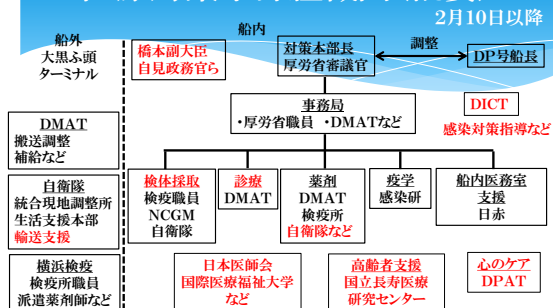 2月10日以降
船外
大黒ふ頭
ターミナル
船内
橋本副大臣
自見政務官ら
対策本部長
厚労省審議官
調整
DP号船長
事務局
・厚労省職員 ・DMATなど
DICT
感染対策指導など
DMAT
搬送調整
補給など
自衛隊
統合現地調整所
生活支援本部
輸送支援
横浜検疫
検疫所職員
派遣薬剤師など
検体採取
検疫職員
NCGM
自衛隊
診療
DMAT
薬剤
DMAT
検疫所
自衛隊など
疫学
感染研
船内医務室
支援
日赤
日本医師会
国際医療福祉大学
など
高齢者支援
国立長寿医療
研究センター
心のケア
DPAT